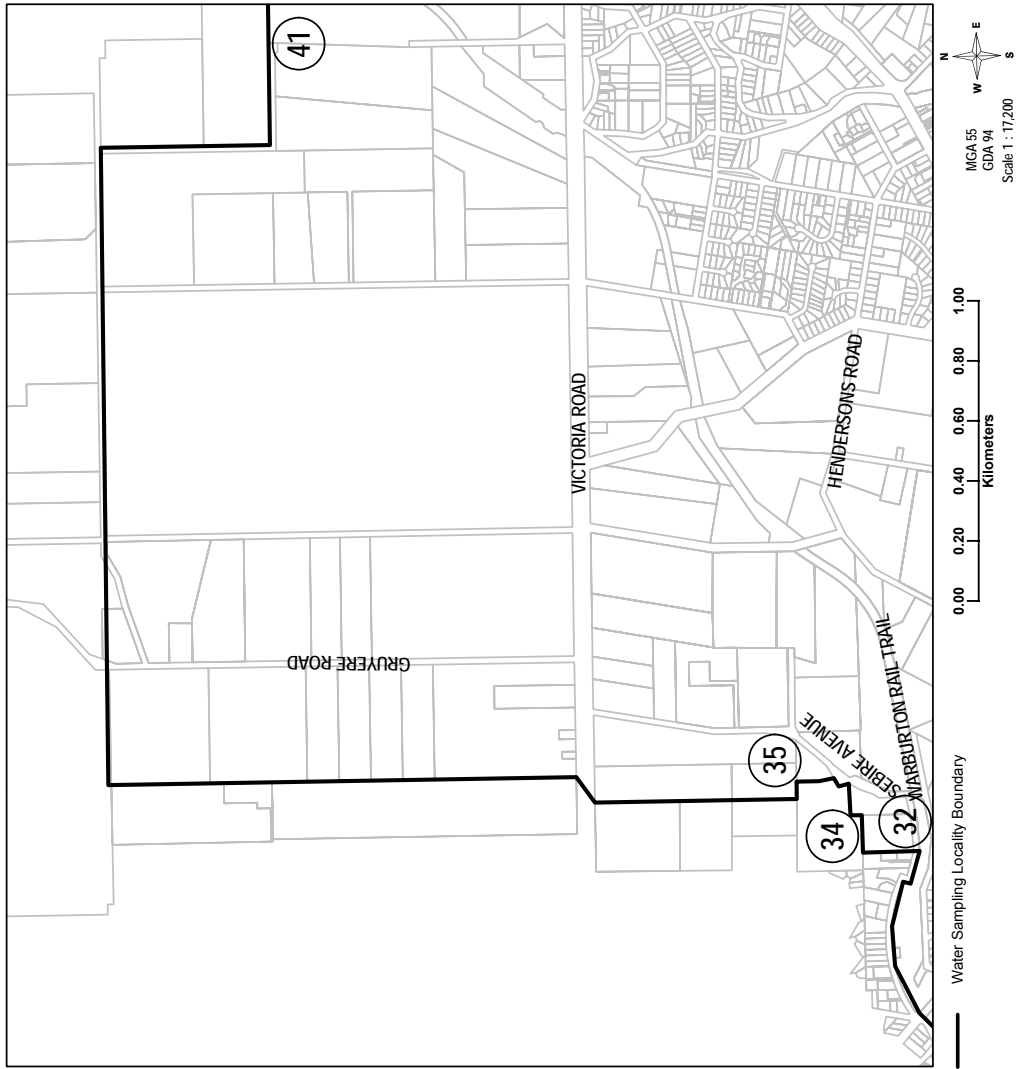 41
GRUYERE ROAD
VICTORIA ROAD
HENDERSONS ROAD
35
SEBIRE AVENUE
WARBURTON RAIL TRAIL
34
32
Water Sampling Locality Boundary
0.00 0.20 0.40 0.60 0.80 1.00
Kilometers
N
W E
S
MGA 55
GDA 94
Scale 1 : 17,200